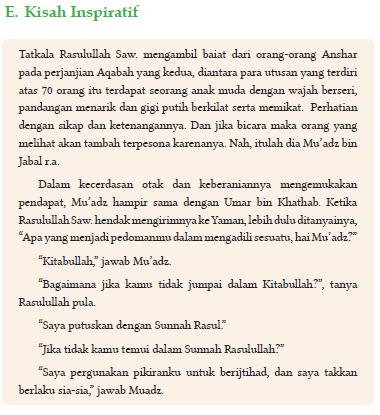 E. Kisah Inspiratif
Tatkala Rasulullah Saw. mengambil baiat dari orang-orang Anshar
pada perjanjian Aqabah yang kedua, diantara para utusan yang terdiri
atas 70 orang itu terdapat seorang anak muda dengan wajah berseri,
pandangan menarik dan gigi putih berkilat serta memikat. Perhatian
dengan sikap dan ketenangannya. Dan jika bicara maka orang yang
melihat akan tambah terpesona karenanya. Nah, itulah dia Mu’adz bin
Jabal r.a.
Dalam kecerdasan otak dan keberaniannya mengemukakan
pendapat, Mu’adz hampir sama dengan Umar bin Khathab. Ketika
Rasulullah Saw. hendak mengirimnya ke Yaman, lebih dulu ditanyainya,
“Apa yang menjadi pedomanmu dalam mengadili sesuatu, hai Mu’adz?”
“Kitabullah,” jawab Mu’adz.
“Bagaimana jika kamu tidak jumpai dalam Kitabullah?”, tanya
Rasulullah pula.
“Saya putuskan dengan Sunnah Rasul.”
“Jika tidak kamu temui dalam Sunnah Rasulullah?”
“Saya pergunakan pikiranku untuk berijtihad, dan saya takkan
berlaku sia-sia,” jawab Muadz.